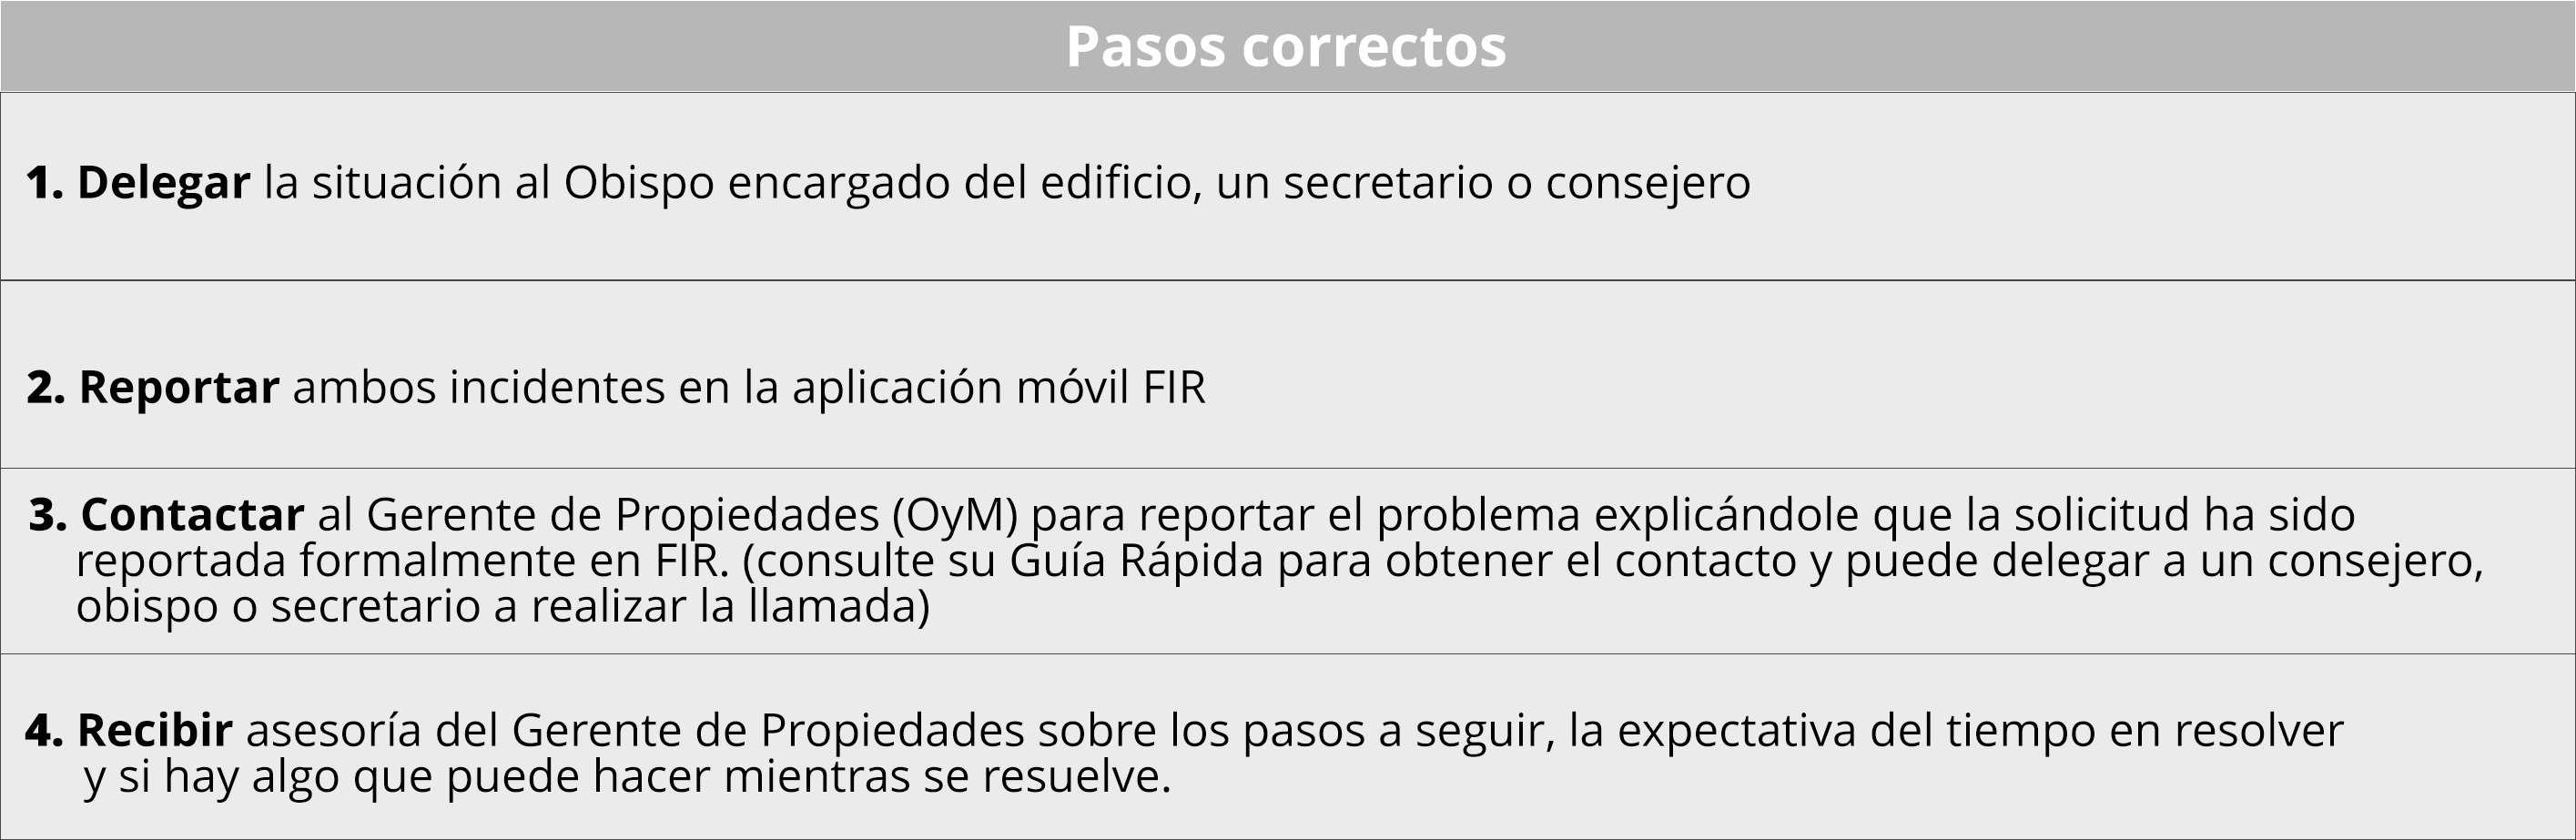 Pasos correctos
1. Delegar la situación al Obispo encargado del edificio, un secretario o consejero
2. Reportar ambos incidentes en la aplicación móvil FIR
3. Contactar al Gerente de Propiedades (OyM) para reportar el problema explicándole que la solicitud ha sido
reportada formalmente en FIR. (consulte su Guía Rápida para obtener el contacto y puede delegar a un consejero,
obispo o secretario a realizar la llamada)
4. Recibir asesoría del Gerente de Propiedades sobre los pasos a seguir, la expectativa del tiempo en resolver
y si hay algo que puede hacer mientras se resuelve.